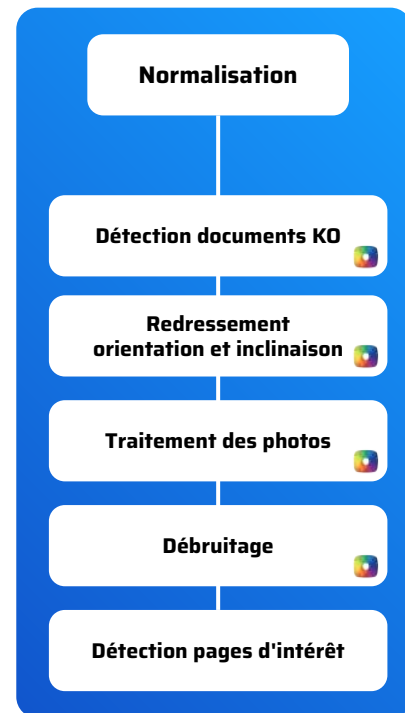 Normalisation
Détection documents KO
Redressement
orientation et inclinaison
Traitement des photos
Débruitage
Détection pages d'intérêt